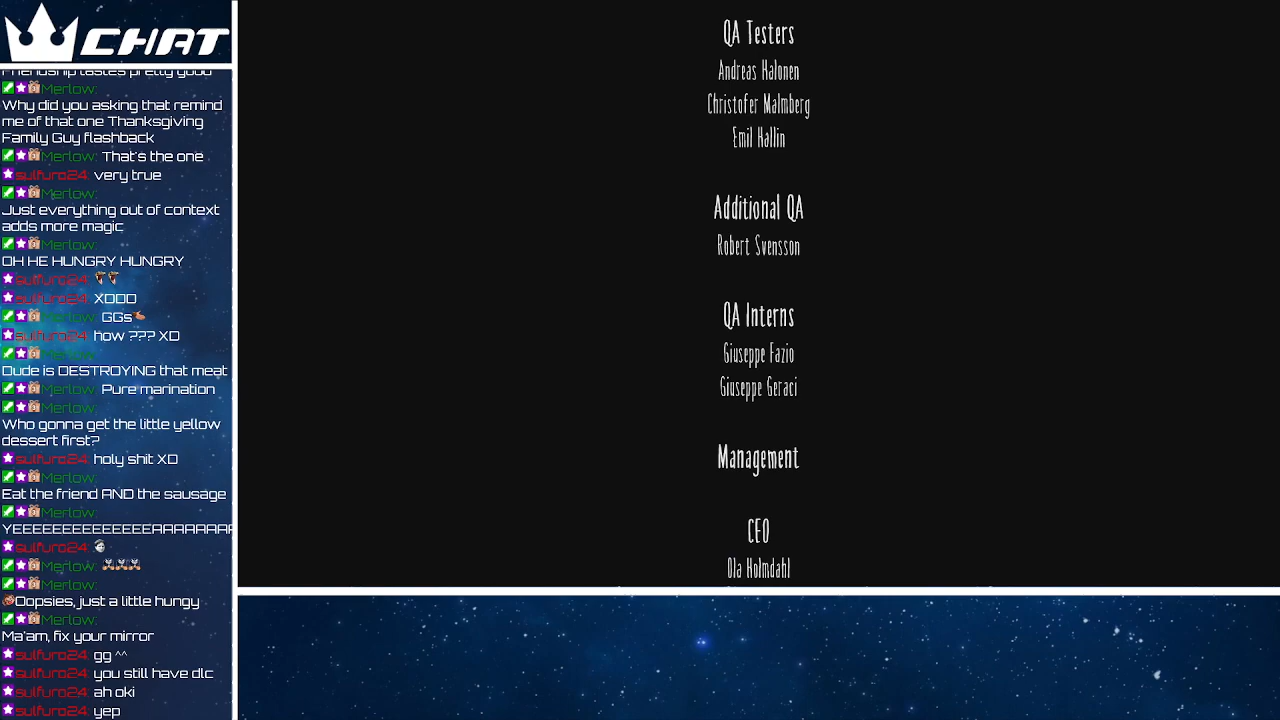 CHAT
Friendship tastes pretty good
Merlow:
Why did you asking that remind
me of that one Thanksgiving
Family Guy flashback
Merlow: That's the one
sulfuro24: very true
Merlow:
Just everything out of context
adds more magic
Merlow:
OH HE HUNGRY HUNGRY
sulfuro24:
sulfuro24: XDDD
Merlow: GGs
sulfuro24: how ??? XD
Merlow:
Dude is DESTROYING that meat
Merlow: Pure marination
Merlow:
Who gonna get the little yellow
dessert first?
sulfuro24: holy shit XD
Merlow:
Eat the friend AND the sausage
Merlow:
sulfuro24:
Merlow:
Merlow:
Oopsies, just a little hungy
Merlow:
Ma'am, fix your mirror
sulfuro24: gg ^^
sulfuro24: you still have dlc
sulfuro24: ah oki
sulfuro24: yep
QA Testers
Andreas Halonen
Christofer Malmberg
Emil Hallin
Additional QA
Robert Svensson
QA Interns
Giuseppe Fazio
Giuseppe Geraci
Management
CEO
Ola Holmdahl